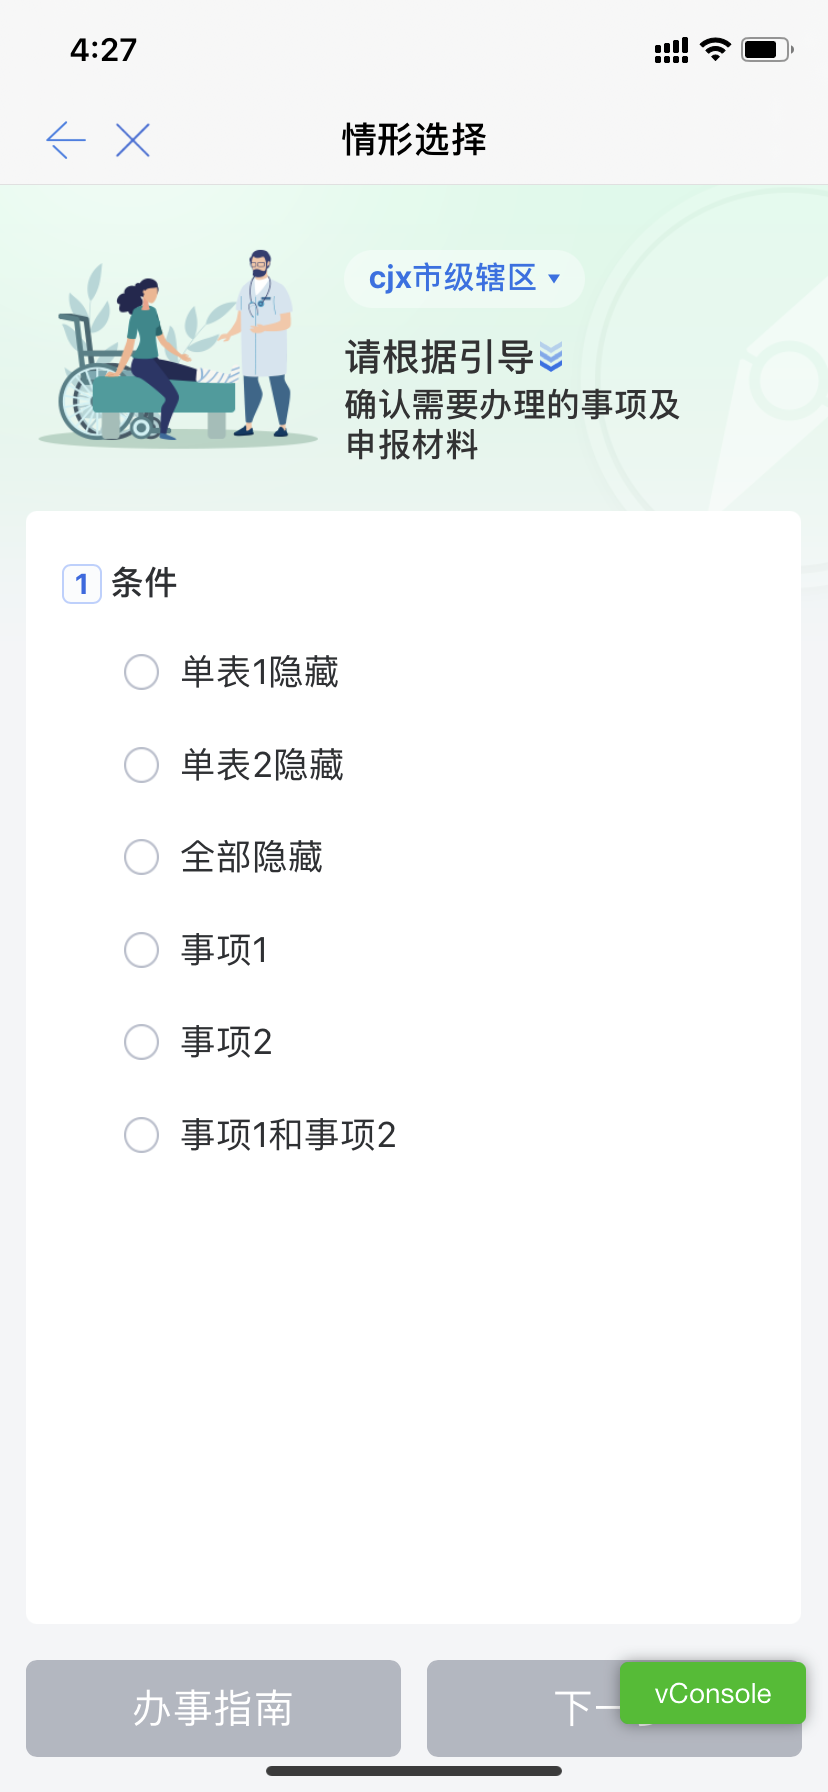 4:27
情形选择
cjx市级辖区
请根据引导
确认需要办理的事项及
申报材料
1 条件
单表1隐藏
单表2隐藏
全部隐藏
事项1
事项2
事项1和事项2
办事指南
下一
vConsole